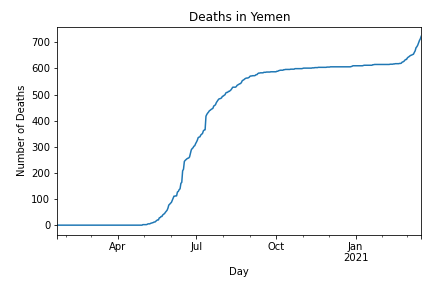 Deaths in Yemen
Number of Deaths
700
600
500
400
300
200
100
0
Apr
Jul
Oct
Jan
2021
Day